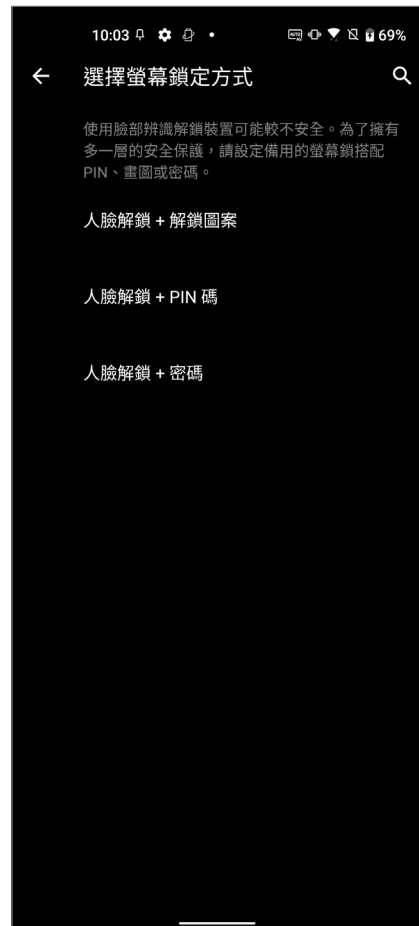 10:03 69%
選擇螢幕鎖定方式
使用臉部辨識解鎖裝置可能較不安全。為了擁有
多一層的安全保護，請設定備用的螢幕鎖搭配
PIN、畫圖或密碼。
人臉解鎖 + 解鎖圖案
人臉解鎖 + PIN 碼
人臉解鎖 + 密碼